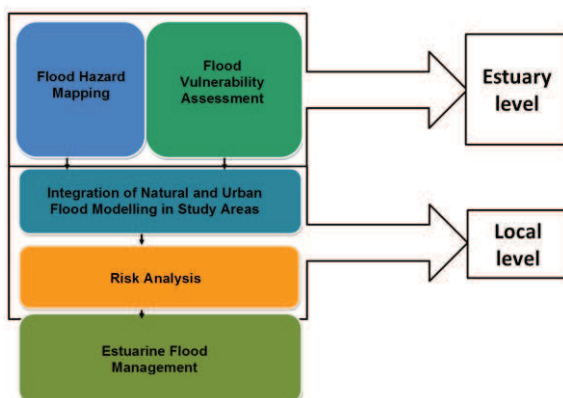 Flood Hazard
Mapping
Flood
Vulnerability
Assessment
Estuary
level
Integration of Natural and Urban
Flood Modelling in Study Areas
Local
level
Risk Analysis
Estuarine Flood
Management